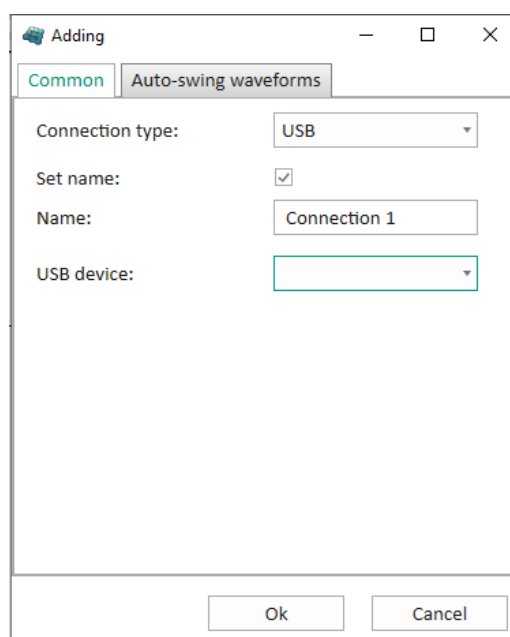 Adding
Common Auto-swing waveforms
Connection type: USB
Set name:
Name: Connection 1
USB device:
Ok Cancel